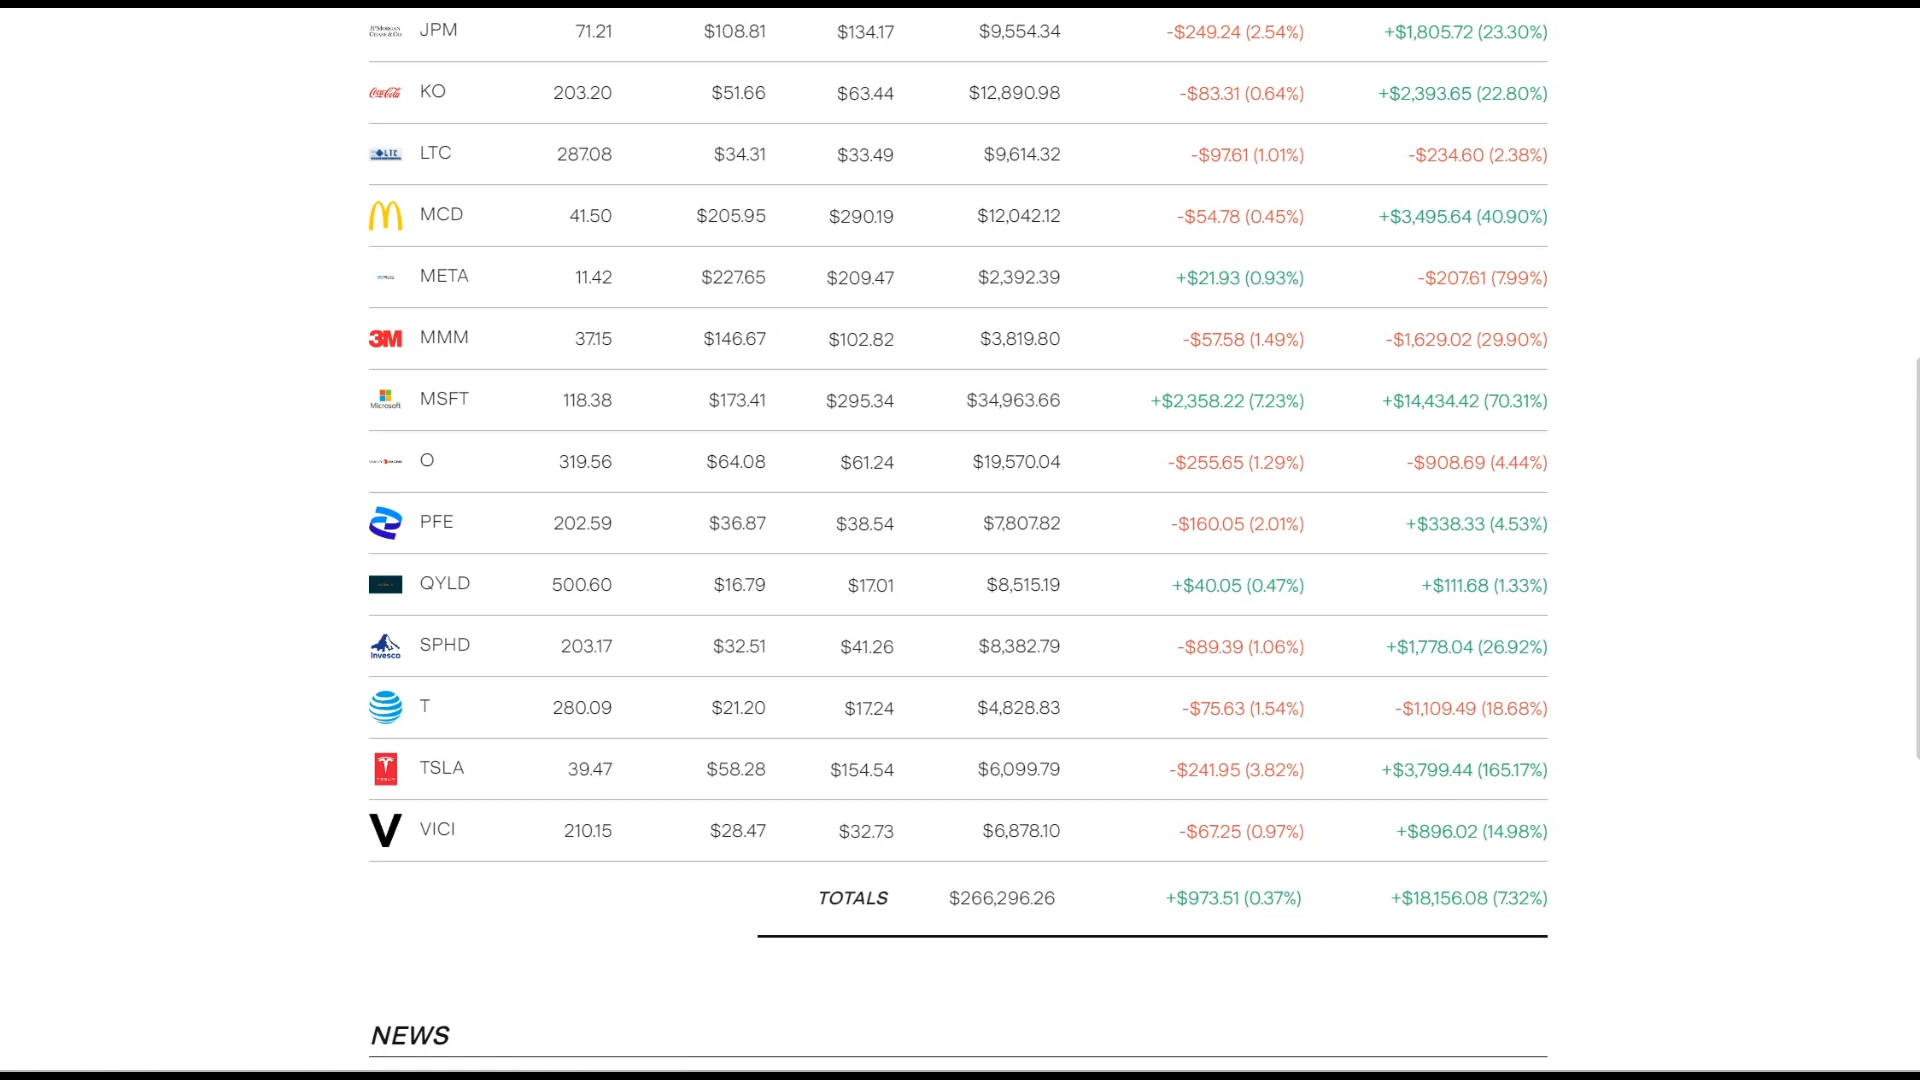 JPMORGAN CHASE & CO. JPM 71.21 $108.81 $134.17 $9,554.34 -$249.24 (2.54%) +$1,805.72 (23.30%)
Coca-Cola KO 203.20 $51.66 $63.44 $12,890.98 -$83.31 (0.64%) +$2,393.65 (22.80%)
LTC LTC 287.08 $34.31 $33.49 $9,614.32 -$97.61 (1.01%) -$234.60 (2.38%)
MCD 41.50 $205.95 $290.19 $12,042.12 -$54.78 (0.45%) +$3,495.64 (40.90%)
META 11.42 $227.65 $209.47 $2,392.39 +$21.93 (0.93%) -$207.61 (7.99%)
3M MMM 37.15 $146.67 $102.82 $3,819.80 -$57.58 (1.49%) -$1,629.02 (29.90%)
Microsoft MSFT 118.38 $173.41 $295.34 $34,963.66 +$2,358.22 (7.23%) +$14,434.42 (70.31%)
O 319.56 $64.08 $61.24 $19,570.04 -$255.65 (1.29%) -$908.69 (4.44%)
PFE 202.59 $36.87 $38.54 $7,807.82 -$160.05 (2.01%) +$338.33 (4.53%)
QYLD 500.60 $16.79 $17.01 $8,515.19 +$40.05 (0.47%) +$111.68 (1.33%)
Invesco SPHD 203.17 $32.51 $41.26 $8,382.79 -$89.39 (1.06%) +$1,778.04 (26.92%)
T 280.09 $21.20 $17.24 $4,828.83 -$75.63 (1.54%) -$1,109.49 (18.68%)
TESLA TSLA 39.47 $58.28 $154.54 $6,099.79 -$241.95 (3.82%) +$3,799.44 (165.17%)
V VICI 210.15 $28.47 $32.73 $6,878.10 -$67.25 (0.97%) +$896.02 (14.98%)
TOTALS $266,296.26 +$973.51 (0.37%) +$18,156.08 (7.32%)
NEWS